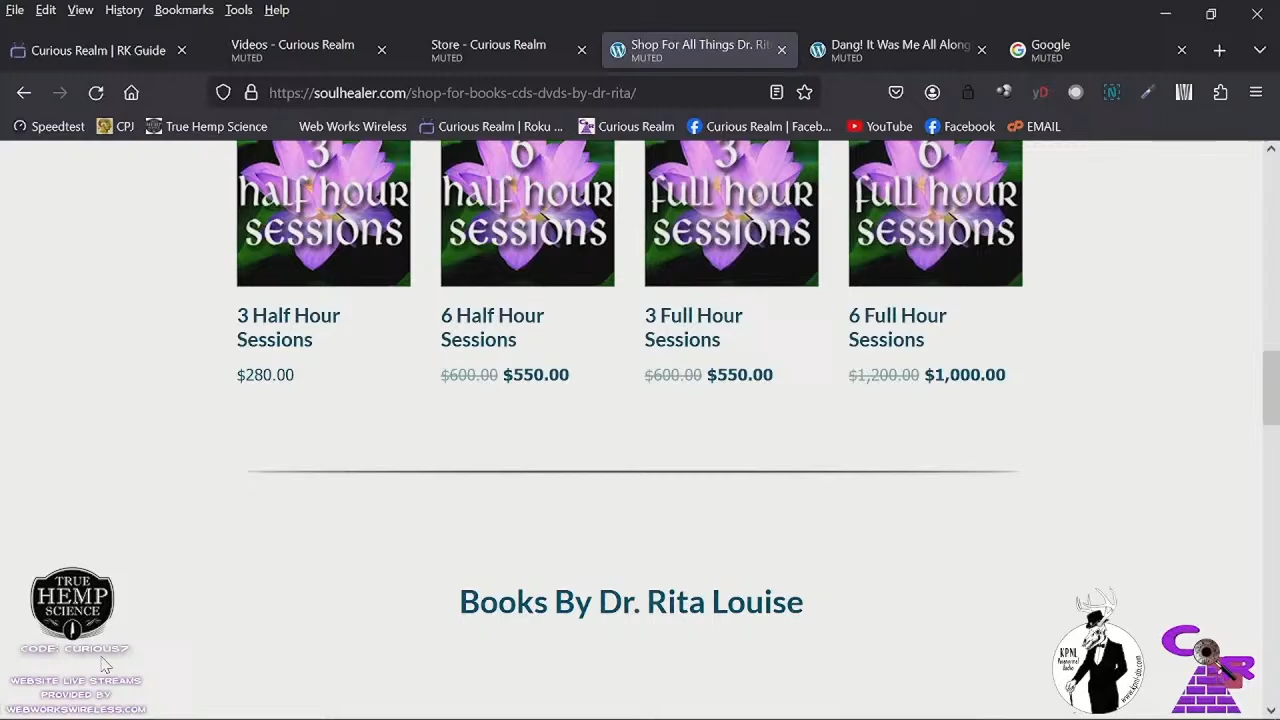 File Edit View History Bookmarks Tools Help
Curious Realm | RK Guide
Videos - Curious Realm
MUTED
Store - Curious Realm
MUTED
Shop For All Things Dr. Rit
MUTED
Dang! It Was Me All Along
MUTED
Google
MUTED
https://soulhealer.com/shop-for-books-cds-dvds-by-dr-rita/
yD
N
Speedtest CPJ True Hemp Science Web Works Wireless Curious Realm | Roku ... Curious Realm Curious Realm | Faceb... YouTube Facebook EMAIL
3
half hour
sessions
6
half hour
sessions
3
full hour
sessions
6
full hour
sessions
3 Half Hour
Sessions
$280.00
6 Half Hour
Sessions
$600.00 $550.00
3 Full Hour
Sessions
$600.00 $550.00
6 Full Hour
Sessions
$1,200.00 $1,000.00
Books By Dr. Rita Louise
TRUE
HEMP
SCIENCE
CODE: CURIOUS7
WEBSITE LIVE STREAMS
PROVIDED BY
WEBWORKSWIRELESS.COM
KPNL
Paranormal
Radio
C R